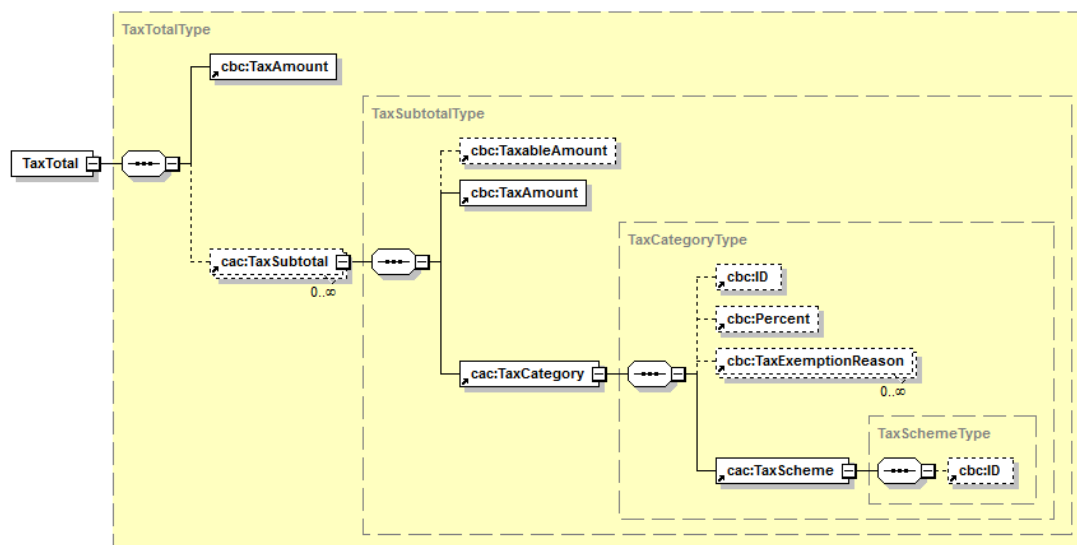 TaxTotalType
cbc:TaxAmount
TaxSubtotalType
cbc:TaxableAmount
TaxTotal
cbc:TaxAmount
TaxCategoryType
cac:TaxSubtotal
0..∞
cbc:ID
cbc:Percent
cbc:TaxExemptionReason
0..∞
cac:TaxCategory
TaxSchemeType
cac:TaxScheme
cbc:ID